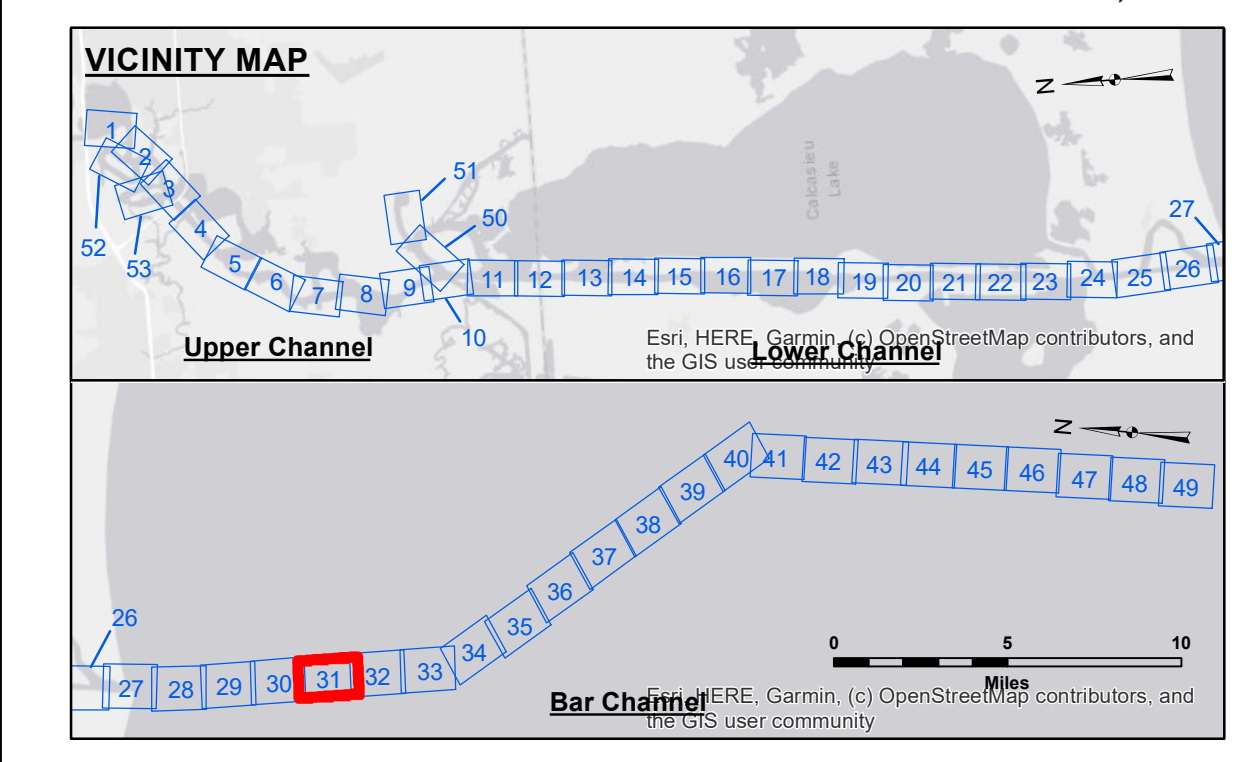 VICINITY MAP
N
1
2
3
52
53
4
5
6
7
8
9
10
51
50
11 12 13 14 15 16 17 18 19 20 21 22 23 24 25 26
27
Calcasieu
Lake
Upper Channel
Lower Channel
Esri, HERE, Garmin, (c) OpenStreetMap contributors, and
the GIS user community
N
26
27 28 29 30 31 32 33
34
35
36
37
38
39
40 41 42 43 44 45 46 47 48 49
0 5 10
Miles
Bar Channel
Esri, HERE, Garmin, (c) OpenStreetMap contributors, and
the GIS user community